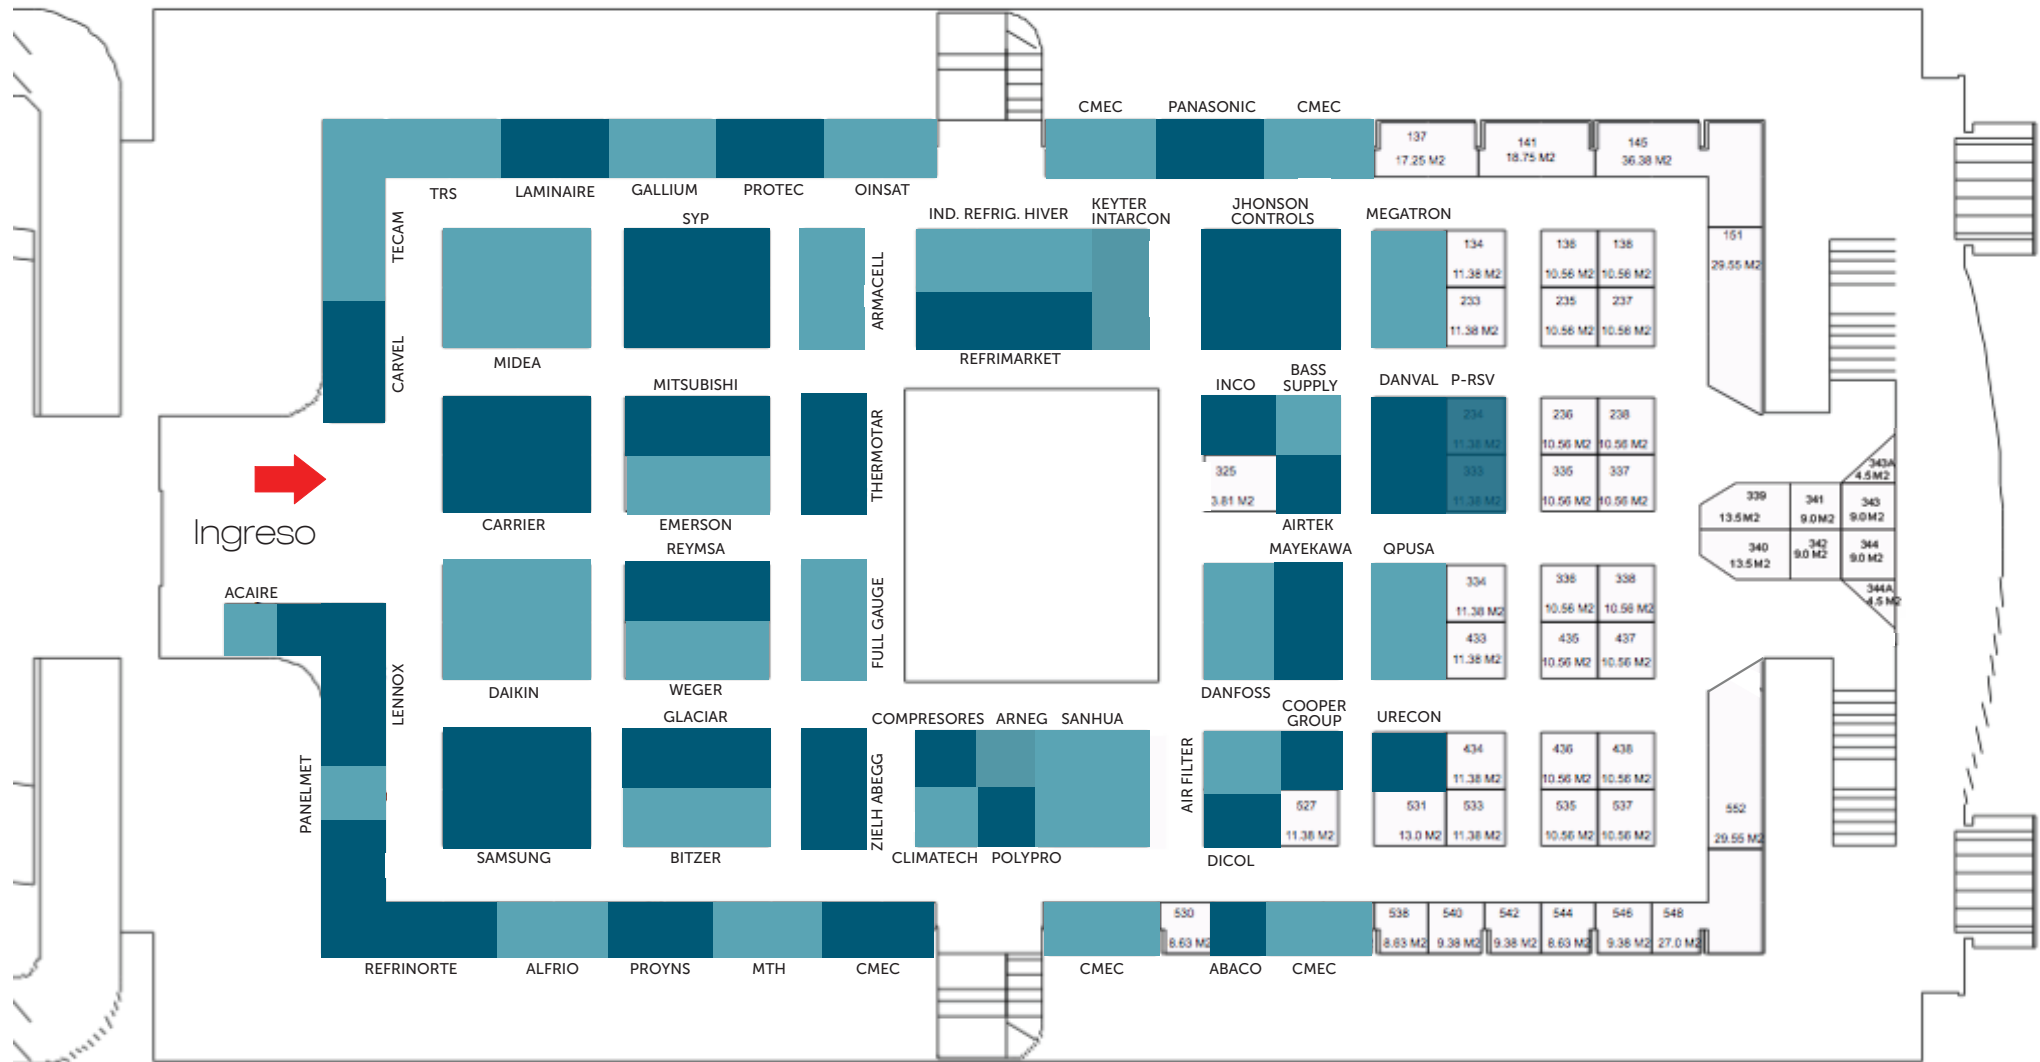 CMEC
PANASONIC
CMEC
137
17.25 M2
141
18.75 M2
145
36.38 M2
TRS
LAMINAIRE
GALLIUM
PROTEC
OINSAT
TECAM
CARVEL
SYP
ARMACELL
MIDEA
IND. REFRIG. HIVER
KEYTER
INTARCON
REFRIMARKET
JHONSON
CONTROLS
MEGATRON
134
11.38 M2
233
11.38 M2
136
10.56 M2
138
10.56 M2
235
10.56 M2
237
10.56 M2
151
29.55 M2
MITSUBISHI
CARRIER
EMERSON
THERMOTAR
INCO
BASS
SUPPLY
325
3.81 M2
AIRTEK
DANVAL
P-RSV
234
11.38 M2
333
11.38 M2
236
10.56 M2
238
10.56 M2
335
10.56 M2
337
10.56 M2
343A
4.5 M2
339
13.5 M2
341
9.0 M2
343
9.0 M2
340
13.5 M2
342
9.0 M2
344
9.0 M2
344A
4.5 M2
Ingreso
ACAIRE
LENNOX
PANELMET
REYMSA
DAIKIN
WEGER
FULL GAUGE
MAYEKAWA
DANFOSS
QPUSA
334
11.38 M2
433
11.38 M2
336
10.56 M2
338
10.56 M2
435
10.56 M2
437
10.56 M2
GLACIAR
SAMSUNG
BITZER
ZIELH ABEGG
COMPRESORES
ARNEG
SANHUA
CLIMATECH
POLYPRO
AIR FILTER
COOPER
GROUP
527
11.38 M2
DICOL
URECON
434
11.38 M2
531
13.0 M2
533
11.38 M2
436
10.56 M2
438
10.56 M2
535
10.56 M2
537
10.56 M2
552
29.55 M2
530
8.63 M2
538
8.63 M2
540
9.38 M2
542
9.38 M2
544
8.63 M2
546
9.38 M2
548
27.0 M2
REFRINORTE
ALFRIO
PROYNS
MTH
CMEC
CMEC
ABACO
CMEC